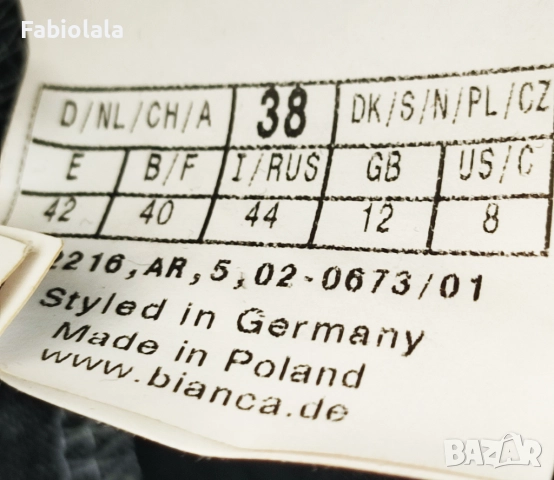 Fabiolala
D/NL/CH/A 38 DK/S/N/PL/CZ
E B/F I/RUS GB US/C
42 40 44 12 8
2216,AR,5,02-0673/01
Styled in Germany
Made in Poland
www.bianca.de
BAZAR